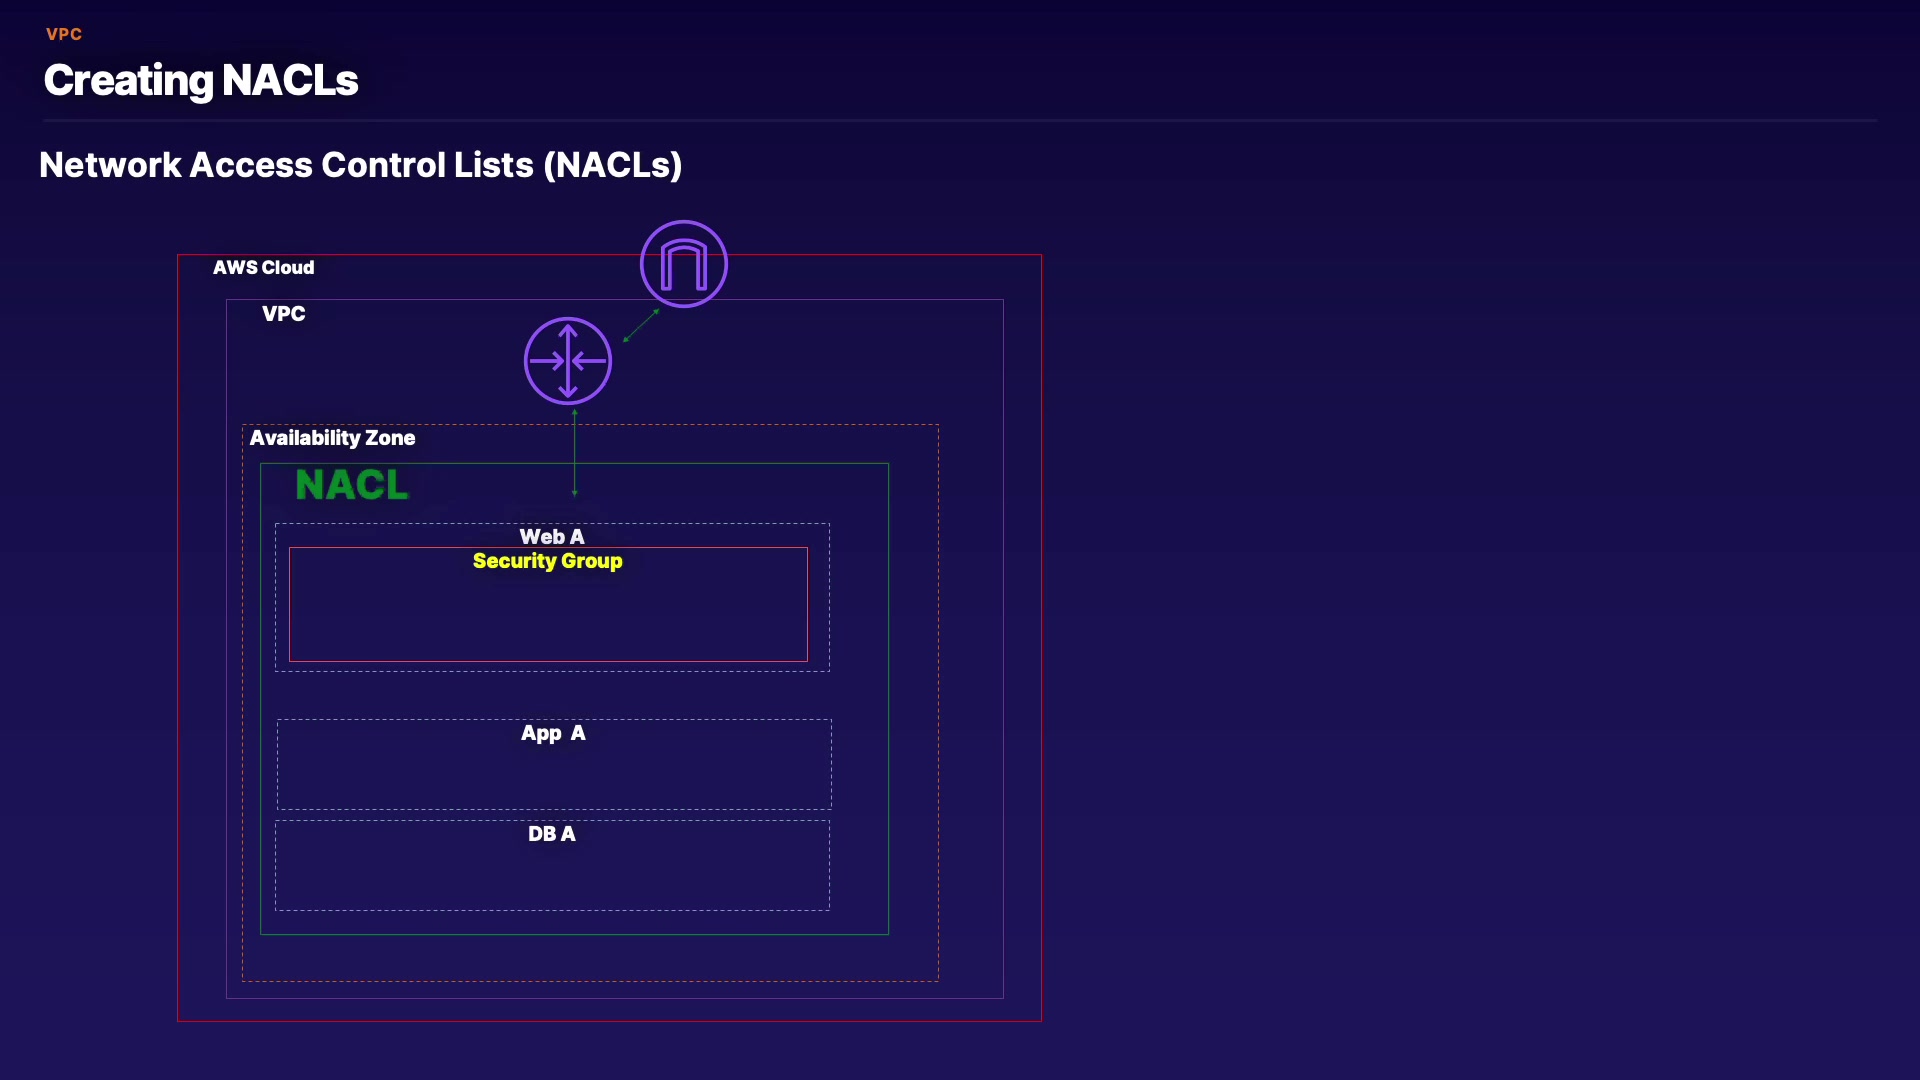 VPC
Creating NACLs
Network Access Control Lists (NACLs)
AWS Cloud
VPC
Availability Zone
NACL
Web A
Security Group
App A
DB A